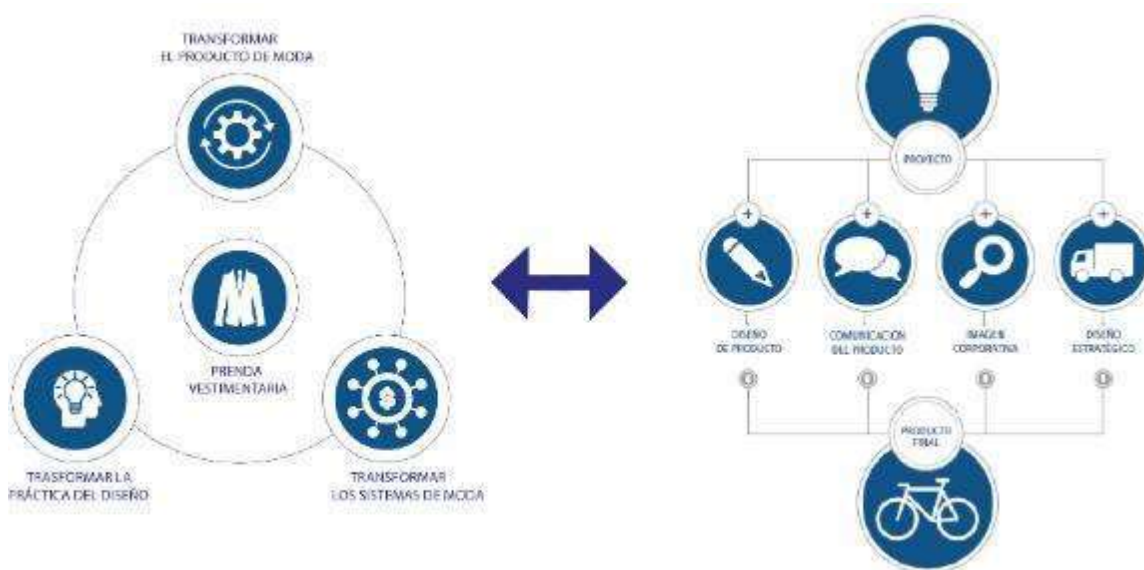 TRANSFORMAR
EL PRODUCTO DE MODA
PRENDA
VESTIMENTARIA
TRASFORMAR LA
PRÁCTICA DEL DISEÑO
TRANSFORMAR
LOS SISTEMAS DE MODA
PROYECTO
+
+
+
+
DISEÑO
DE PRODUCTO
COMUNICACION
DEL PRODUCTO
IMAGEN
CORPORATIVA
DISEÑO
ESTRATÉGICO
PRODUCTO
FINAL